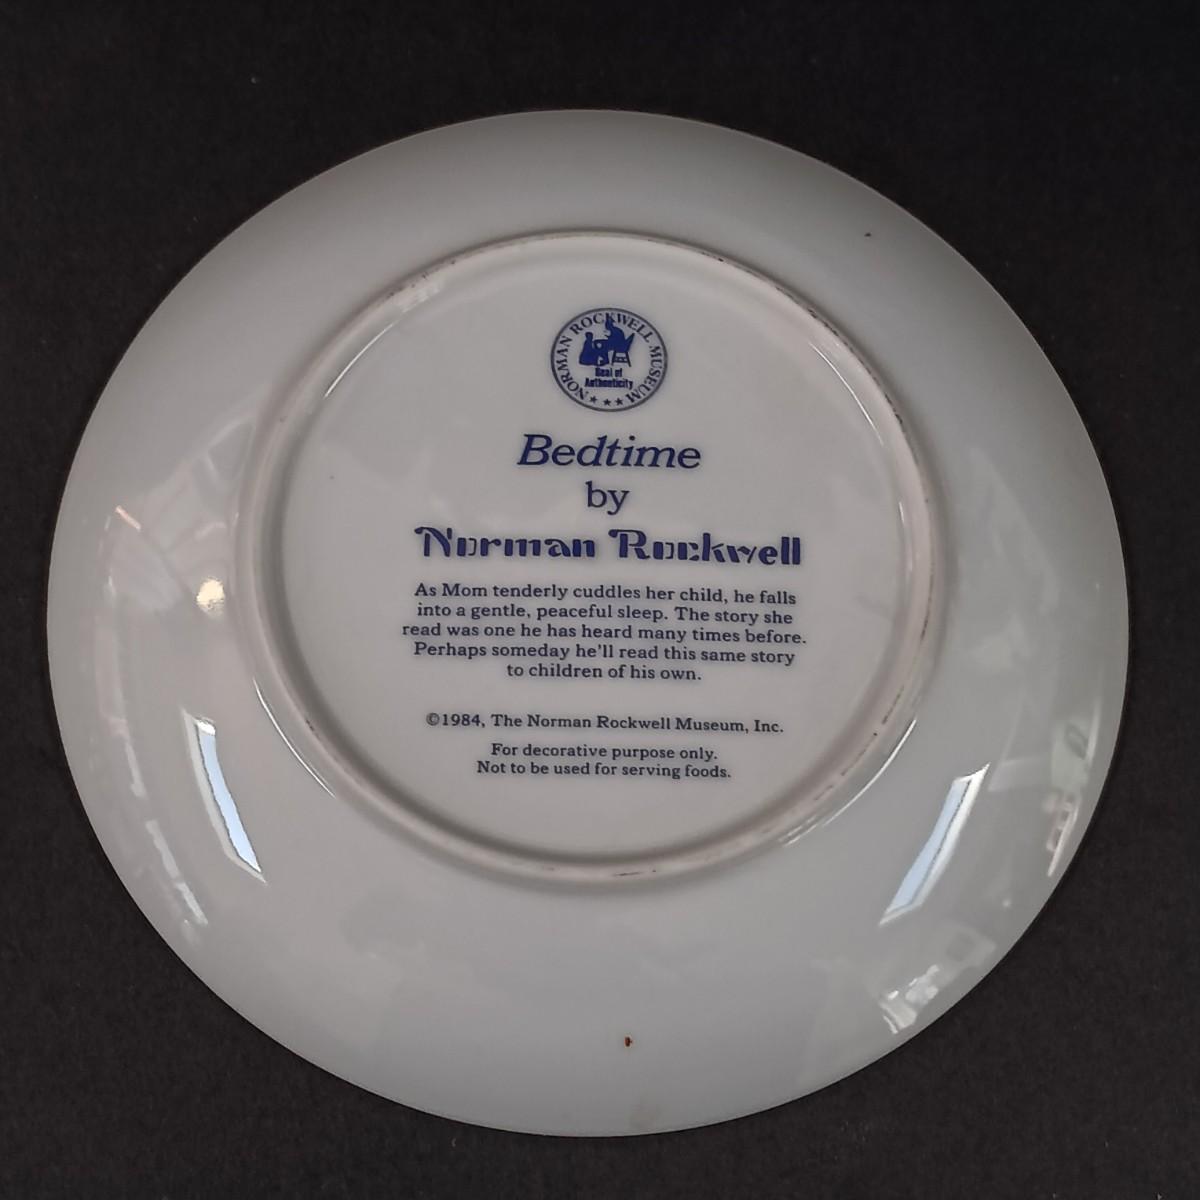 NORMAN ROCKWELL MUSEUM
Seal of
Authenticity
★ ★ ★
Bedtime
by
Norman Rockwell
As Mom tenderly cuddles her child, he falls
into a gentle, peaceful sleep. The story she
read was one he has heard many times before.
Perhaps someday he'll read this same story
to children of his own.
©1984, The Norman Rockwell Museum, Inc.
For decorative purpose only.
Not to be used for serving foods.